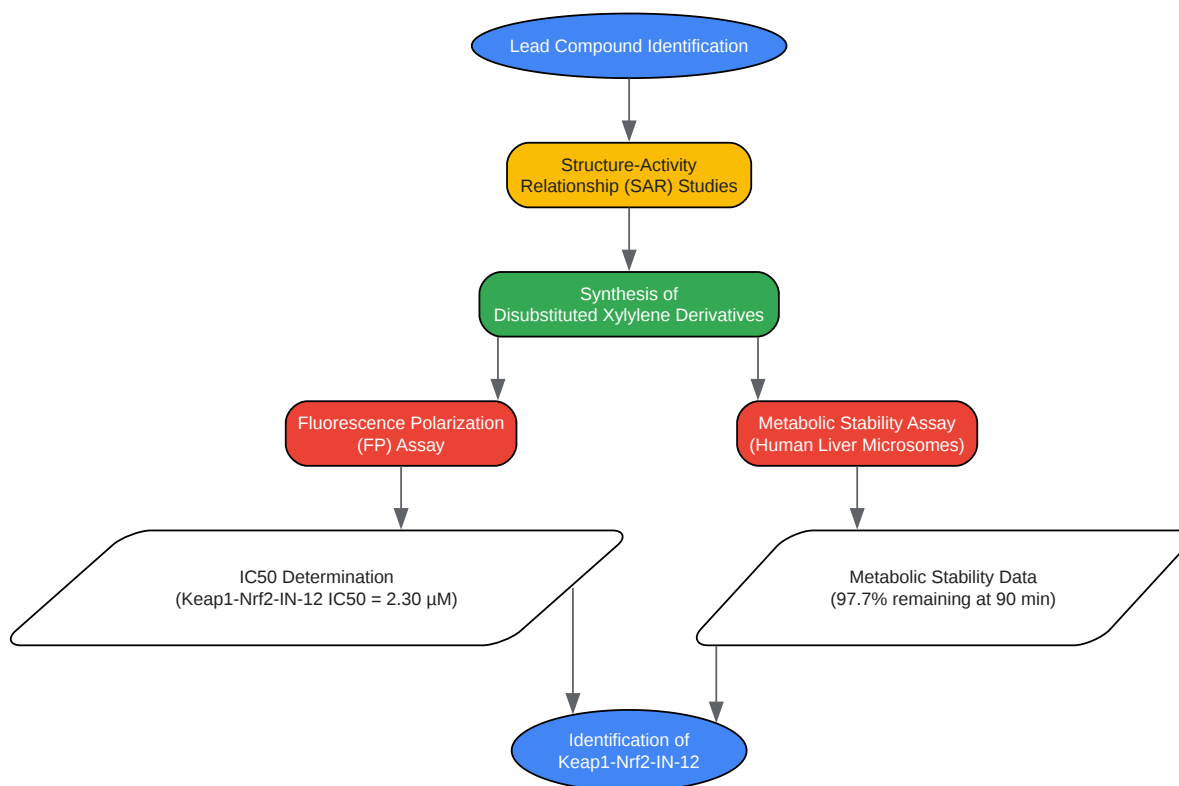 Lead Compound Identification
Structure-Activity
Relationship (SAR) Studies
Synthesis of
Disubstituted Xylylene Derivatives
Fluorescence Polarization
(FP) Assay
Metabolic Stability Assay
(Human Liver Microsomes)
IC50 Determination
(Keap1-Nrf2-IN-12 IC50 = 2.30 µM)
Metabolic Stability Data
(97.7% remaining at 90 min)
Identification of
Keap1-Nrf2-IN-12